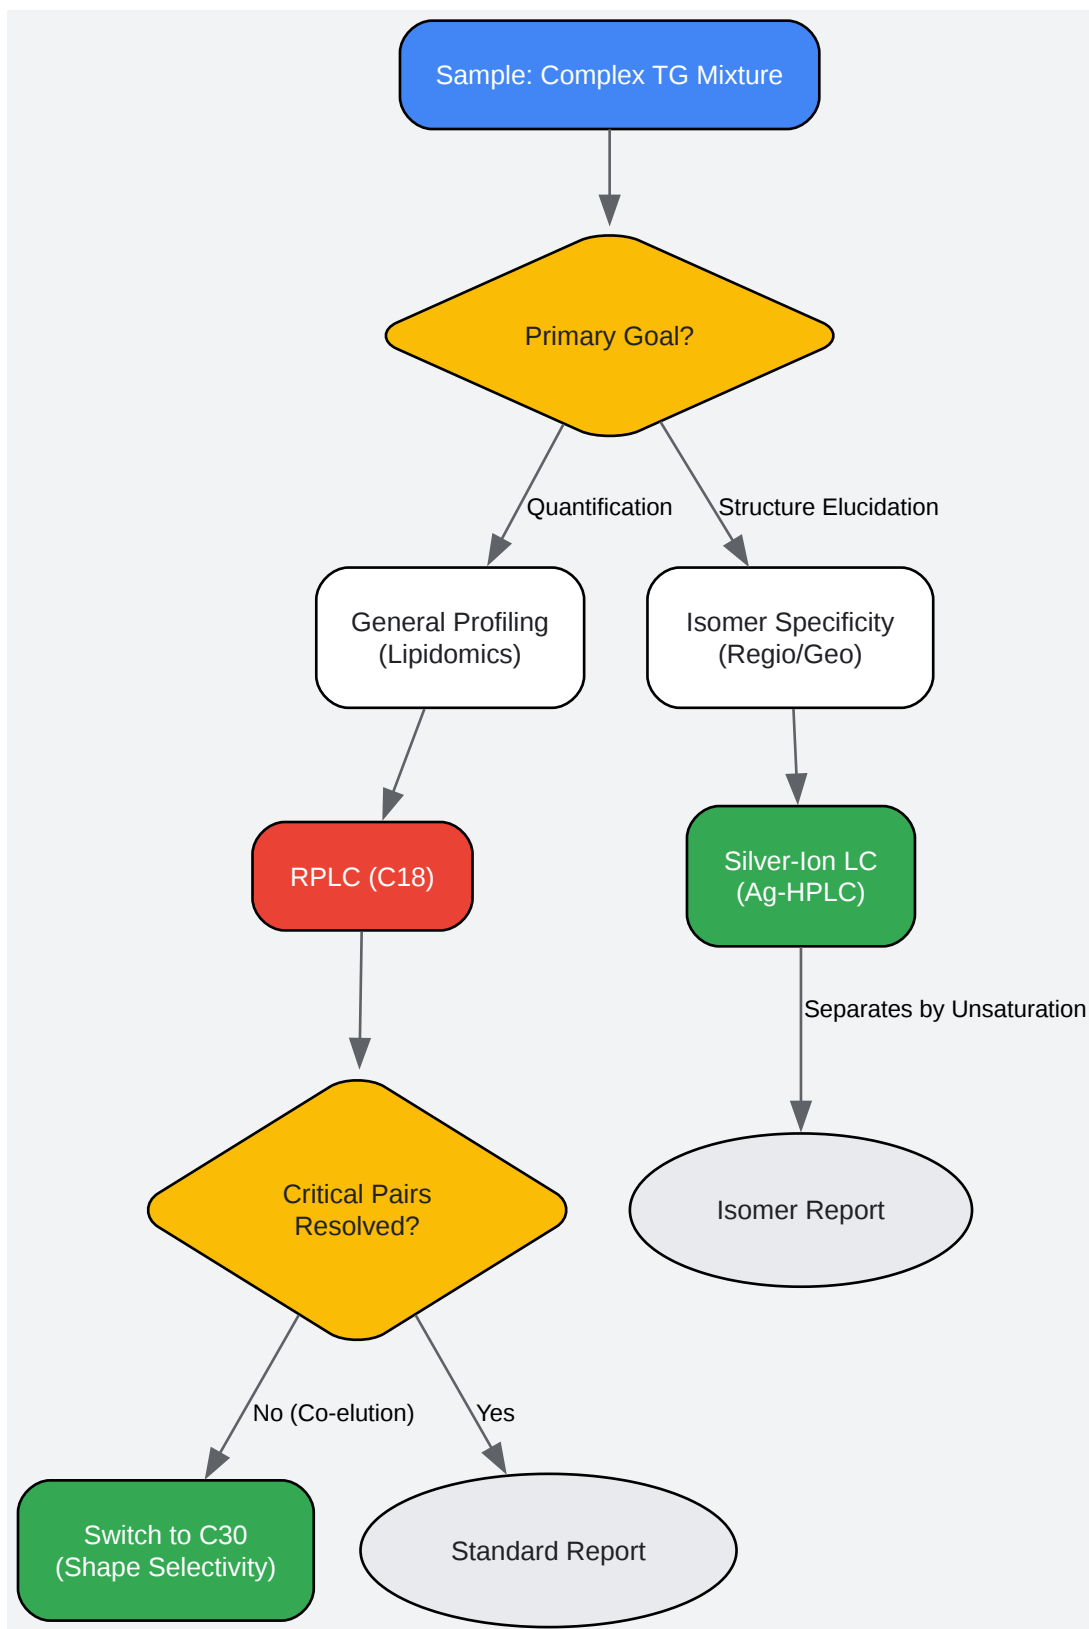 Sample: Complex TG Mixture
Primary Goal?
Quantification
Structure Elucidation
General Profiling
(Lipidomics)
Isomer Specificity
(Regio/Geo)
RPLC (C18)
Silver-Ion LC
(Ag-HPLC)
Separates by Unsaturation
Critical Pairs
Resolved?
Isomer Report
No (Co-elution)
Yes
Switch to C30
(Shape Selectivity)
Standard Report